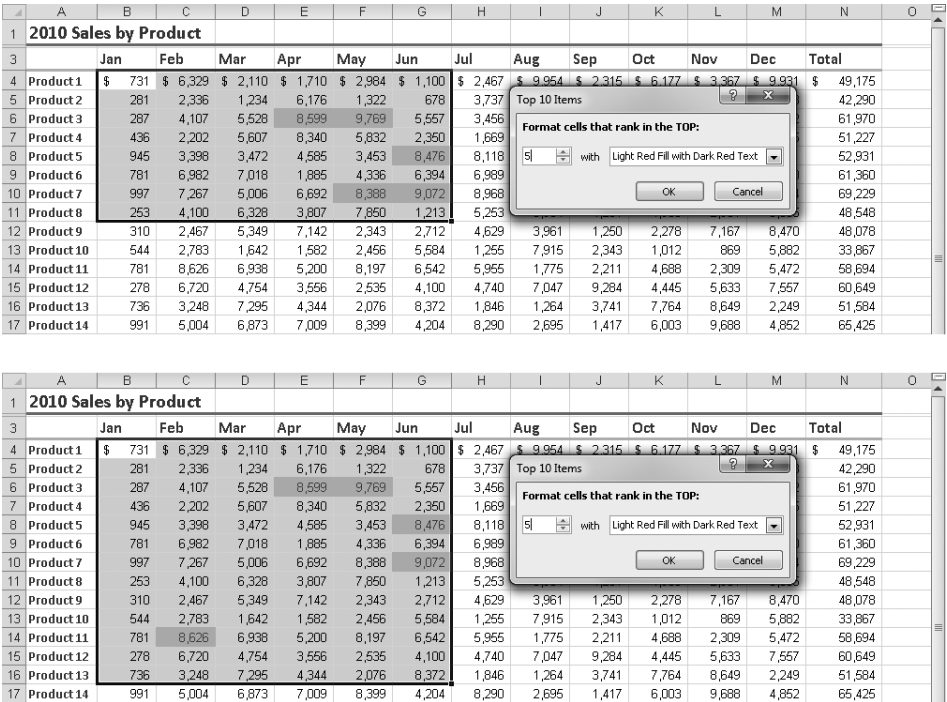 A B C D E F G H I J K L M N O
1 2010 Sales by Product
3 Jan Feb Mar Apr May Jun Jul Aug Sep Oct Nov Dec Total
4 Product 1 $ 731 $ 6,329 $ 2,110 $ 1,710 $ 2,984 $ 1,100 $ 2,467 $ 9,954 $ 2,315 $ 6,177 $ 3,367 $ 9,931 $ 49,175
5 Product 2 281 2,336 1,234 6,176 1,322 678 3,737 Top 10 Items ? X 42,290
6 Product 3 287 4,107 5,528 8,599 9,769 5,557 3,456 Format cells that rank in the TOP: 61,970
7 Product 4 436 2,202 5,607 8,340 5,832 2,350 1,669 51,227
8 Product 5 945 3,398 3,472 4,585 3,453 8,476 8,118 5 with Light Red Fill with Dark Red Text 52,931
9 Product 6 781 6,982 7,018 1,885 4,336 6,394 6,989 61,360
10 Product 7 997 7,267 5,006 6,692 8,388 9,072 8,968 OK Cancel 69,229
11 Product 8 253 4,100 6,328 3,807 7,850 1,213 5,253 48,548
12 Product 9 310 2,467 5,349 7,142 2,343 2,712 4,629 3,961 1,250 2,278 7,167 8,470 48,078
13 Product 10 544 2,783 1,642 1,582 2,456 5,584 1,255 7,915 2,343 1,012 869 5,882 33,867
14 Product 11 781 8,626 6,938 5,200 8,197 6,542 5,955 1,775 2,211 4,688 2,309 5,472 58,694
15 Product 12 278 6,720 4,754 3,556 2,535 4,100 4,740 7,047 9,284 4,445 5,633 7,557 60,649
16 Product 13 736 3,248 7,295 4,344 2,076 8,372 1,846 1,264 3,741 7,764 8,649 2,249 51,584
17 Product 14 991 5,004 6,873 7,009 8,399 4,204 8,290 2,695 1,417 6,003 9,688 4,852 65,425
A B C D E F G H I J K L M N O
1 2010 Sales by Product
3 Jan Feb Mar Apr May Jun Jul Aug Sep Oct Nov Dec Total
4 Product 1 $ 731 $ 6,329 $ 2,110 $ 1,710 $ 2,984 $ 1,100 $ 2,467 $ 9,954 $ 2,315 $ 6,177 $ 3,367 $ 9,931 $ 49,175
5 Product 2 281 2,336 1,234 6,176 1,322 678 3,737 Top 10 Items ? X 42,290
6 Product 3 287 4,107 5,528 8,599 9,769 5,557 3,456 Format cells that rank in the TOP: 61,970
7 Product 4 436 2,202 5,607 8,340 5,832 2,350 1,669 51,227
8 Product 5 945 3,398 3,472 4,585 3,453 8,476 8,118 5 with Light Red Fill with Dark Red Text 52,931
9 Product 6 781 6,982 7,018 1,885 4,336 6,394 6,989 61,360
10 Product 7 997 7,267 5,006 6,692 8,388 9,072 8,968 OK Cancel 69,229
11 Product 8 253 4,100 6,328 3,807 7,850 1,213 5,253 48,548
12 Product 9 310 2,467 5,349 7,142 2,343 2,712 4,629 3,961 1,250 2,278 7,167 8,470 48,078
13 Product 10 544 2,783 1,642 1,582 2,456 5,584 1,255 7,915 2,343 1,012 869 5,882 33,867
14 Product 11 781 8,626 6,938 5,200 8,197 6,542 5,955 1,775 2,211 4,688 2,309 5,472 58,694
15 Product 12 278 6,720 4,754 3,556 2,535 4,100 4,740 7,047 9,284 4,445 5,633 7,557 60,649
16 Product 13 736 3,248 7,295 4,344 2,076 8,372 1,846 1,264 3,741 7,764 8,649 2,249 51,584
17 Product 14 991 5,004 6,873 7,009 8,399 4,204 8,290 2,695 1,417 6,003 9,688 4,852 65,425